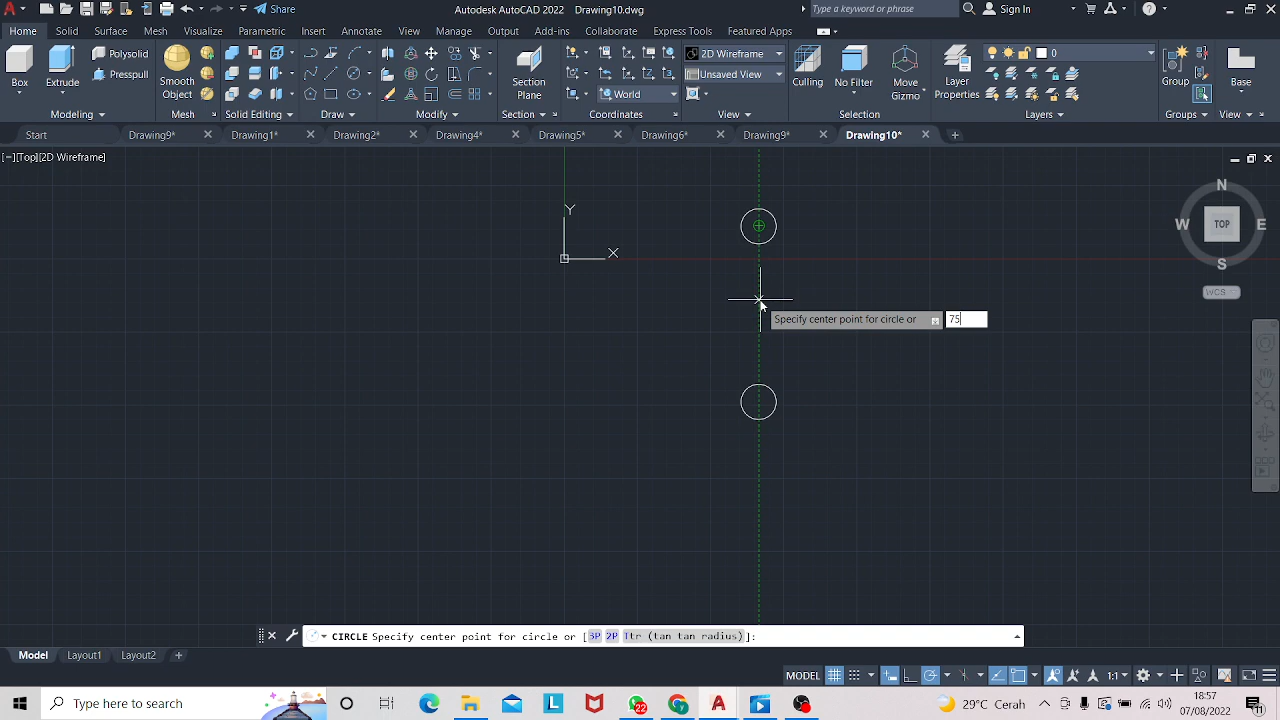 Share
Autodesk AutoCAD 2022 Drawing10.dwg
Type a keyword or phrase
Sign In
Home Solid Surface Mesh Visualize Parametric Insert Annotate View Manage Output Add-ins Collaborate Express Tools Featured Apps
Box
Extrude
Polysolid
Presspull
Smooth
Object
Section
Plane
World
2D Wireframe
Unsaved View
Culling
No Filter
Move
Gizmo
Layer
Properties
0
Group
Base
Modeling Mesh Solid Editing Draw Modify Section Coordinates View Selection Layers Groups View
Start Drawing9* Drawing1* Drawing2* Drawing4* Drawing5* Drawing6* Drawing9* Drawing10*
[−][Top][2D Wireframe]
N
W TOP E
S
WCS
Y
X
Specify center point for circle or 75
CIRCLE Specify center point for circle or [3P 2P Ttr (tan tan radius)]:
Model Layout1 Layout2
MODEL 1:1
Type here to search
22
29°C Cerah
18:57
07/08/2022
11